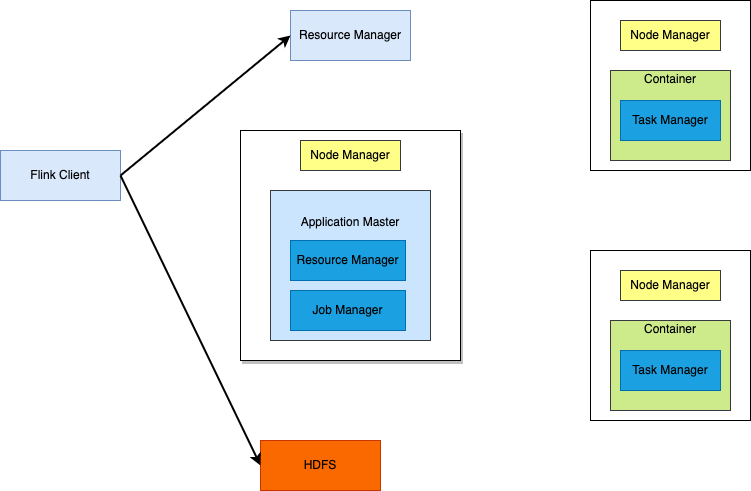 Resource Manager
Flink Client
Node Manager
Application Master
Resource Manager
Job Manager
HDFS
Node Manager
Container
Task Manager
Node Manager
Container
Task Manager